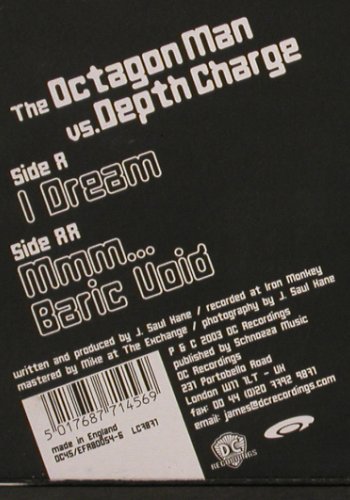 The Octagon Man
vs. Depth Charge
Side A
I Dream
Side AA
Mmm...
Baric Void
written and produced by J. Saul Kane / recorded at Iron Monkey
mastered by Mike at The Exchange / photography by J. Saul Kane
P & C 2003 DC Recordings
published by Schnozza Music
DC Recordings
231 Portobello Road
London W11 1LT - UK
fax: 00 44 (0)20 7792 9871
email: james@dcrecordings.com
5 017687 714569
made in England
DC45/EFA80054-6 LC7871
DC
RECORDINGS